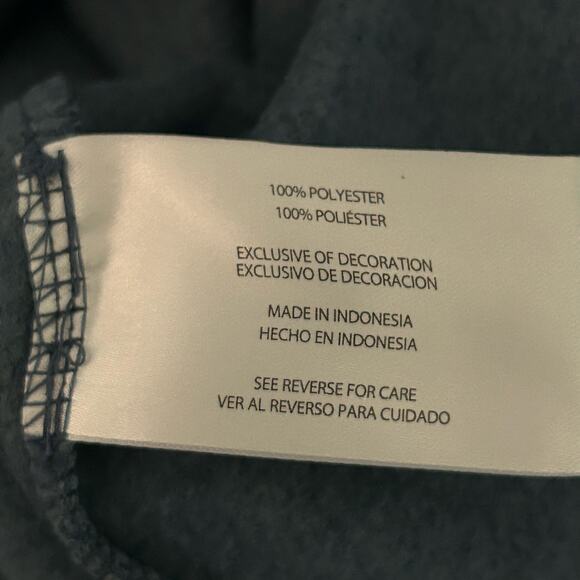 100% POLYESTER
100% POLIÉSTER
EXCLUSIVE OF DECORATION
EXCLUSIVO DE DECORACION
MADE IN INDONESIA
HECHO EN INDONESIA
SEE REVERSE FOR CARE
VER AL REVERSO PARA CUIDADO